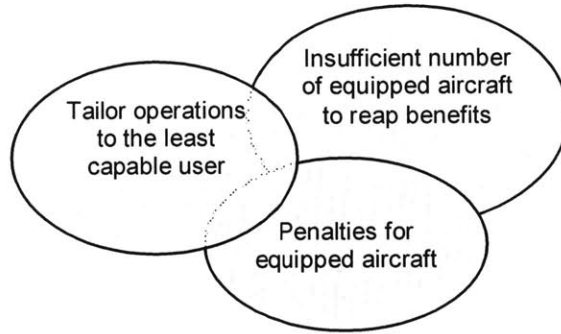 Tailor operations
to the least
capable user
Insufficient number
of equipped aircraft
to reap benefits
Penalties for
equipped aircraft